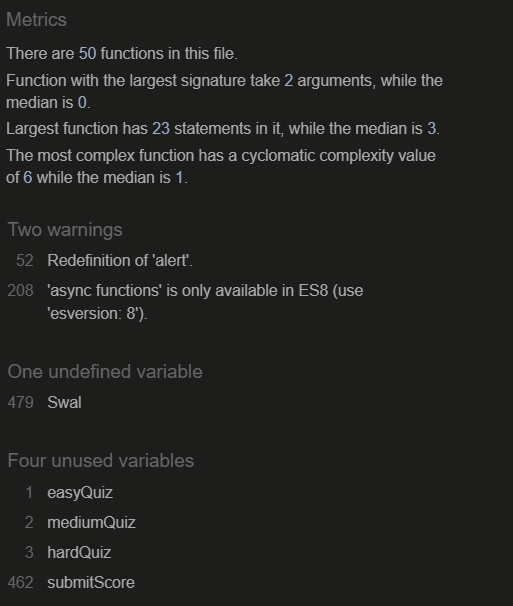 Metrics
There are 50 functions in this file.
Function with the largest signature take 2 arguments, while the
median is 0.
Largest function has 23 statements in it, while the median is 3.
The most complex function has a cyclomatic complexity value
of 6 while the median is 1.
Two warnings
52 Redefinition of 'alert'.
208 'async functions' is only available in ES8 (use
'esversion: 8').
One undefined variable
479 Swal
Four unused variables
1 easyQuiz
2 mediumQuiz
3 hardQuiz
462 submitScore